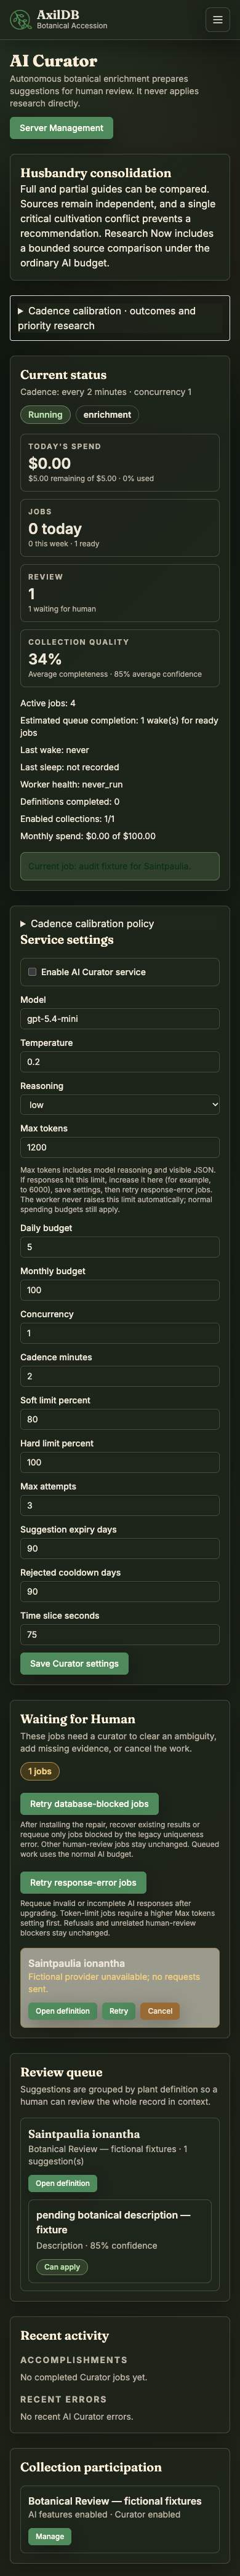 AxilDB
Botanical Accession
AI Curator
Autonomous botanical enrichment prepares
suggestions for human review. It never applies
research directly.
Server Management
Husbandry consolidation
Full and partial guides can be compared.
Sources remain independent, and a single
critical cultivation conflict prevents a
recommendation. Research Now includes
a bounded source comparison under the
ordinary AI budget.
Cadence calibration · outcomes and
priority research
Current status
Cadence: every 2 minutes · concurrency 1
Running
enrichment
TODAY'S SPEND
$0.00
$5.00 remaining of $5.00 · 0% used
JOBS
0 today
0 this week · 1 ready
REVIEW
1
1 waiting for human
COLLECTION QUALITY
34%
Average completeness · 85% average confidence
Active jobs: 4
Estimated queue completion: 1 wake(s) for ready
jobs
Last wake: never
Last sleep: not recorded
Worker health: never_run
Definitions completed: 0
Enabled collections: 1/1
Monthly spend: $0.00 of $100.00
Current job: audit fixture for Saintpaulia.
Cadence calibration policy
Service settings
Enable AI Curator service
Model
gpt-5.4-mini
Temperature
0.2
Reasoning
low
Max tokens
1200
Max tokens includes model reasoning and visible JSON.
If responses hit this limit, increase it here (for example,
to 6000), save settings, then retry response-error jobs.
The worker never raises this limit automatically; normal
spending budgets still apply.
Daily budget
5
Monthly budget
100
Concurrency
1
Cadence minutes
2
Soft limit percent
80
Hard limit percent
100
Max attempts
3
Suggestion expiry days
90
Rejected cooldown days
90
Time slice seconds
75
Save Curator settings
Waiting for Human
These jobs need a curator to clear an ambiguity,
add missing evidence, or cancel the work.
1 jobs
Retry database-blocked jobs
After installing the repair, recover existing results or
requeue only jobs blocked by the legacy uniqueness
error. Other human-review jobs stay unchanged. Queued
work uses the normal AI budget.
Retry response-error jobs
Requeue invalid or incomplete AI responses after
upgrading. Token-limit jobs require a higher Max tokens
setting first. Refusals and unrelated human-review
blockers stay unchanged.
Saintpaulia ionantha
Fictional provider unavailable; no requests
sent.
Open definition
Retry
Cancel
Review queue
Suggestions are grouped by plant definition so a
human can review the whole record in context.
Saintpaulia ionantha
Botanical Review — fictional fixtures · 1
suggestion(s)
Open definition
pending botanical description —
fixture
Description · 85% confidence
Can apply
Recent activity
ACCOMPLISHMENTS
No completed Curator jobs yet.
RECENT ERRORS
No recent AI Curator errors.
Collection participation
Botanical Review — fictional fixtures
AI features enabled · Curator enabled
Manage